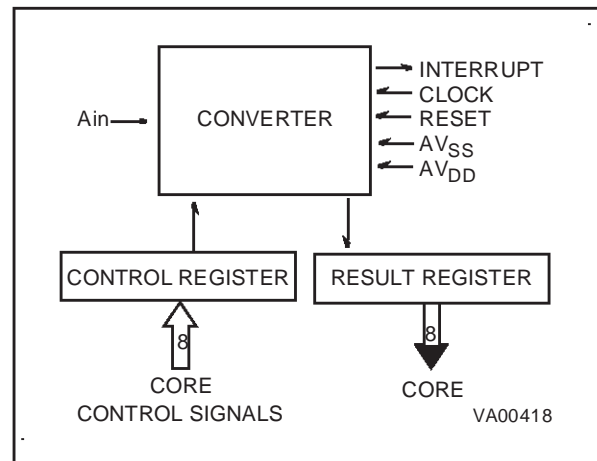 INTERRUPT
CLOCK
Ain
CONVERTER
RESET
AVSS
AVDD
CONTROL REGISTER
RESULT REGISTER
8
8
CORE
CONTROL SIGNALS
CORE
VA00418